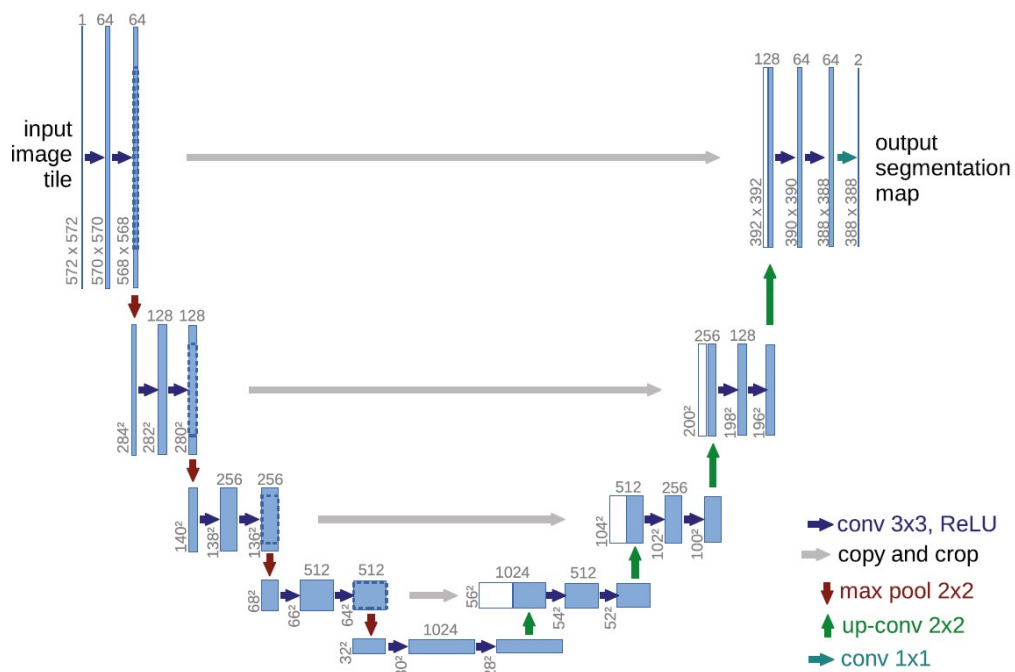 1 64 64
128 64 64 2
input
image
tile
output
segmentation
map
572 x 572
570 x 570
568 x 568
392 x 392
390 x 390
388 x 388
388 x 388
128 128
256 128
284²
282²
280²
200²
198²
196²
256 256
512 256
140²
138²
136²
104²
102²
100²
512 512
1024 512
68²
66²
64²
56²
54²
52²
1024
32²
conv 3x3, ReLU
copy and crop
max pool 2x2
up-conv 2x2
conv 1x1